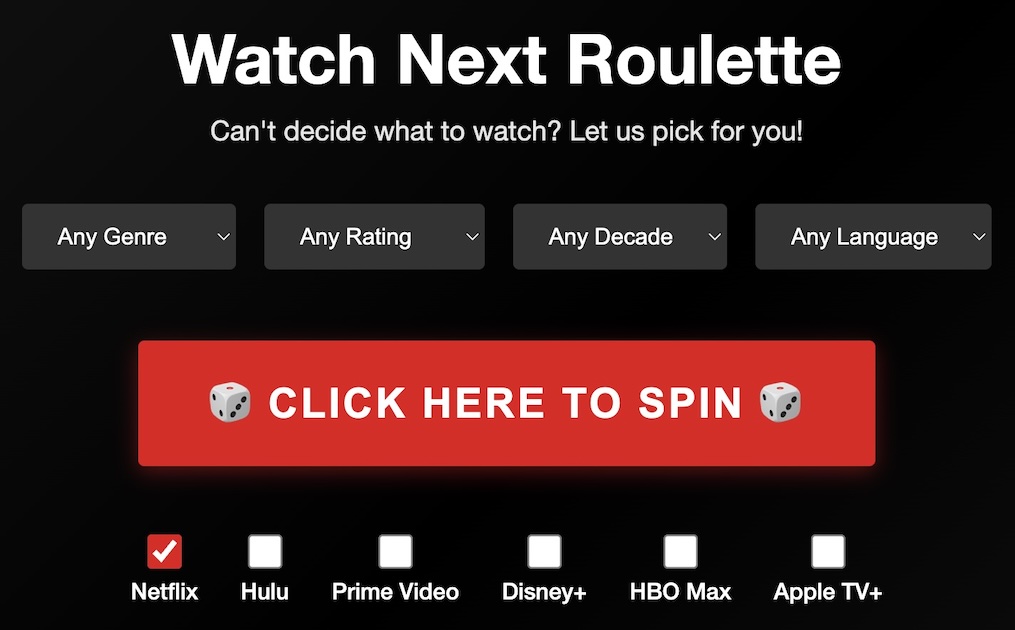 Watch Next Roulette
Can't decide what to watch? Let us pick for you!
Any Genre Any Rating Any Decade Any Language
🎲 CLICK HERE TO SPIN 🎲
Netflix Hulu Prime Video Disney+ HBO Max Apple TV+